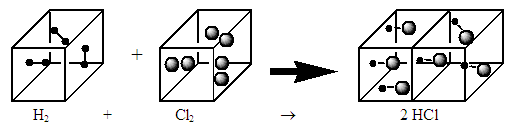 +
H₂ + Cl₂ → 2 HCl